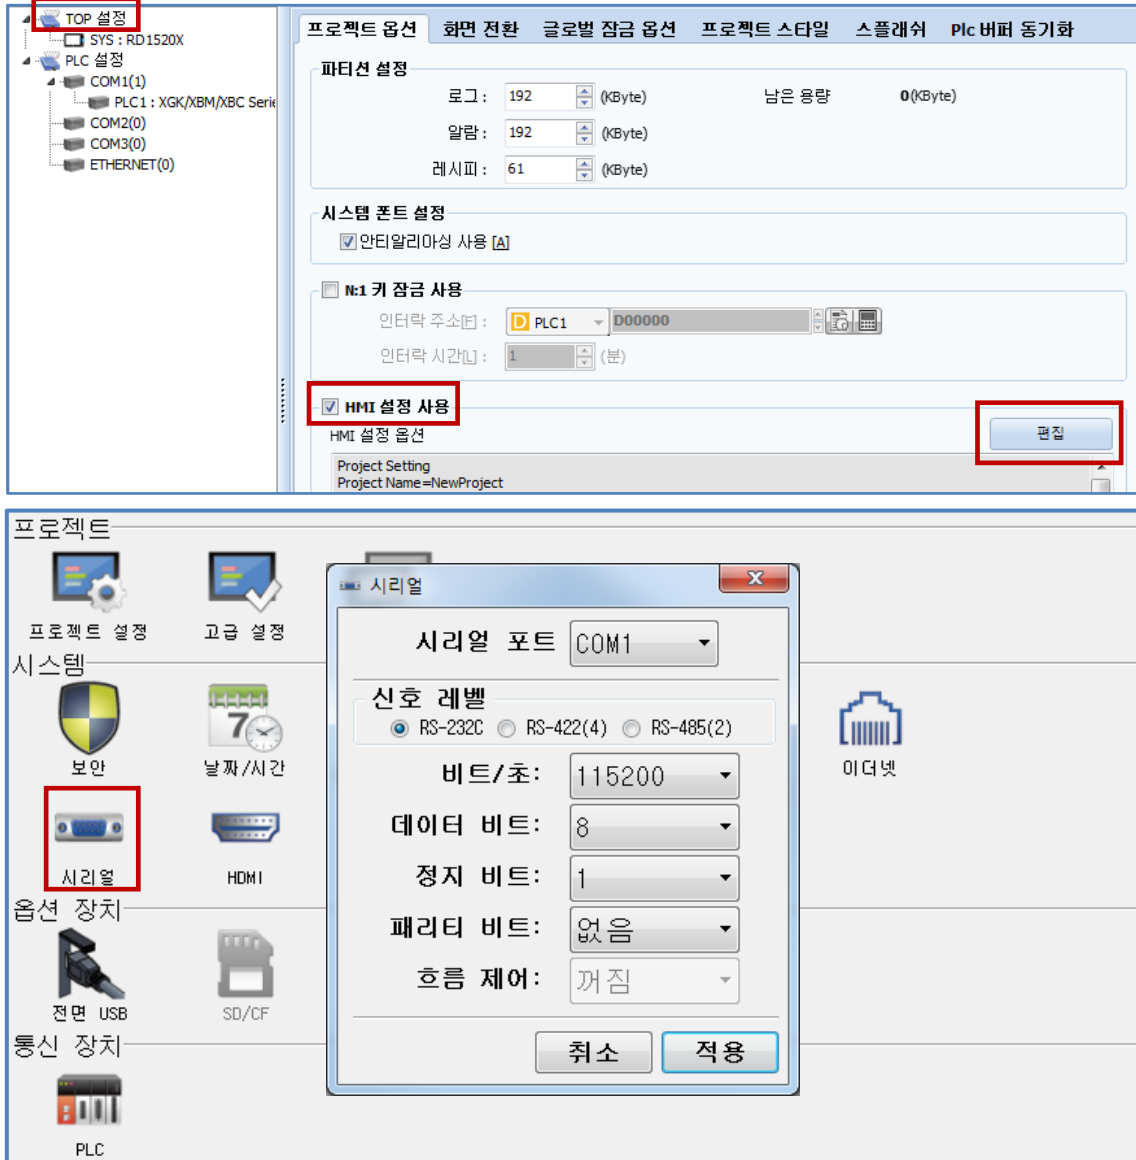 TOP 설정
SYS : RD1520X
PLC 설정
COM1(1)
PLC1 : XGK/XBM/XBC Serie
COM2(0)
COM3(0)
ETHERNET(0)
프로젝트 옵션 화면 전환 글로벌 잠금 옵션 프로젝트 스타일 스플래쉬 Plc 버퍼 동기화
파티션 설정
로그 : 192 (KByte) 남은 용량 0(KByte)
알람 : 192 (KByte)
레시피 : 61 (KByte)
시스템 폰트 설정
안티알리아싱 사용 [A]
N:1 키 잠금 사용
인터락 주소[F] : D PLC1 D00000
인터락 시간[L] : 1 (분)
HMI 설정 사용
HMI 설정 옵션 편집
Project Setting
Project Name=NewProject
프로젝트
프로젝트 설정 고급 설정
시스템
보안 날짜/시간 이더넷
시리얼 HDMI
옵션 장치
전면 USB SD/CF
통신 장치
PLC
시리얼
시리얼 포트 COM1
신호 레벨
RS-232C RS-422(4) RS-485(2)
비트/초: 115200
데이터 비트: 8
정지 비트: 1
패리티 비트: 없음
흐름 제어: 꺼짐
취소 적용